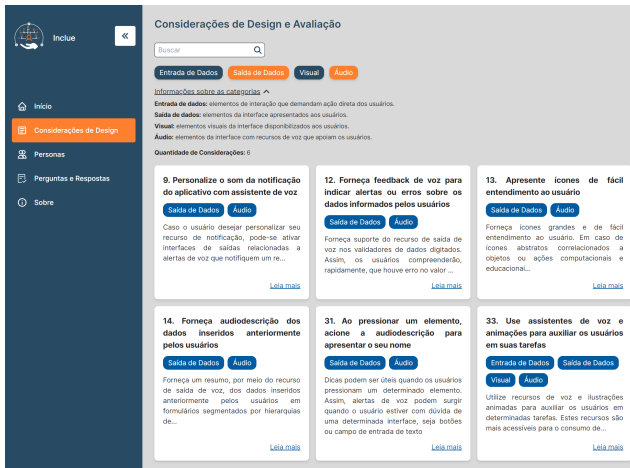 Inclue
«
Início
Considerações de Design
Personas
Perguntas e Respostas
Sobre
Considerações de Design e Avaliação
Buscar
Entrada de Dados
Saída de Dados
Visual
Áudio
Informações sobre as categorias
Entrada de dados: elementos de interação que demandam ação direta dos usuários.
Saída de dados: elementos da interface apresentados aos usuários.
Visual: elementos visuais da interface disponibilizados aos usuários.
Áudio: elementos da interface com recursos de voz que apoiam os usuários.
Quantidade de Considerações: 6
9. Personalize o som da notificação
do aplicativo com assistente de voz
Saída de Dados
Áudio
Caso o usuário desejar personalizar seu
recurso de notificação, pode-se ativar
interfaces de saídas relacionadas a
alertas de voz que notifiquem um re...
Leia mais
12. Forneça feedback de voz para
indicar alertas ou erros sobre os
dados informados pelos usuários
Saída de Dados
Áudio
Forneça suporte do recurso de saída de
voz nos validadores de dados digitados.
Assim, os usuários compreenderão,
rapidamente, que houve erro no valor ...
Leia mais
13. Apresente ícones de fácil
entendimento ao usuário
Saída de Dados
Áudio
Forneça ícones grandes e de fácil
entendimento ao usuário. Em caso de
ícones abstratos correlacionados a
objetos ou ações computacionais e
educacionai...
Leia mais
14. Forneça audiodescrição dos
dados inseridos anteriormente
pelos usuários
Saída de Dados
Áudio
Forneça um resumo, por meio do recurso
de saída de voz, dos dados inseridos
anteriormente pelos usuários em
formulários segmentados por hierarquias
de...
Leia mais
31. Ao pressionar um elemento,
acione a audiodescrição para
apresentar o seu nome
Saída de Dados
Áudio
Dicas podem ser úteis quando os usuários
pressionam um determinado elemento.
Assim, alertas de voz podem surgir
quando o usuário estiver com dúvida de
uma determinada interface, seja botões
ou campo de entrada de texto
Leia mais
33. Use assistentes de voz e
animações para auxiliar os usuários
em suas tarefas
Entrada de Dados
Saída de Dados
Visual
Áudio
Utilize recursos de voz e ilustrações
animadas para auxiliar os usuários em
determinadas tarefas. Estes recursos são
mais acessíveis para o consumo de...
Leia mais